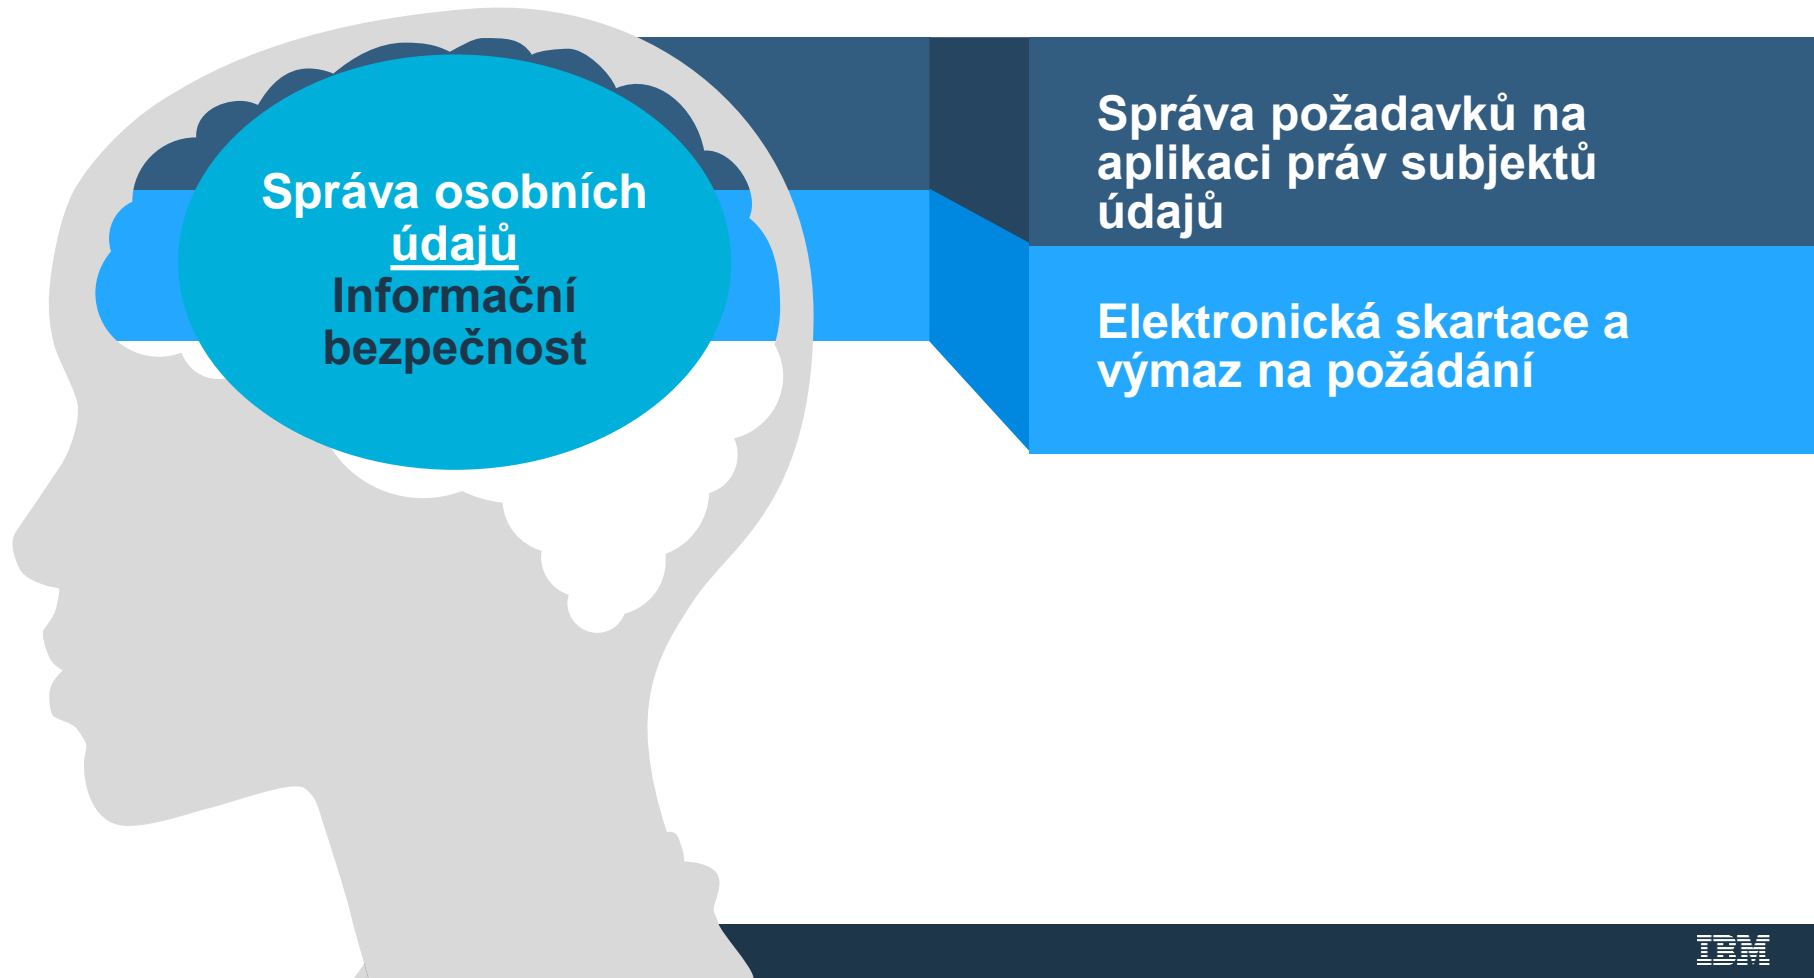 Správa osobních
údajů
Informační
bezpečnost
Správa požadavků na
aplikaci práv subjektů
údajů
Elektronická skartace a
výmaz na požádání
IBM